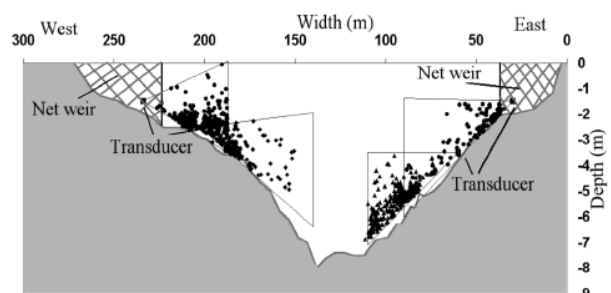 West Width (m) East
300 250 200 150 100 50 0
0
-1
-2
-3
-4
-5
-6
-7
-8
-9
Depth (m)
Net weir
Transducer
Net weir
Transducer